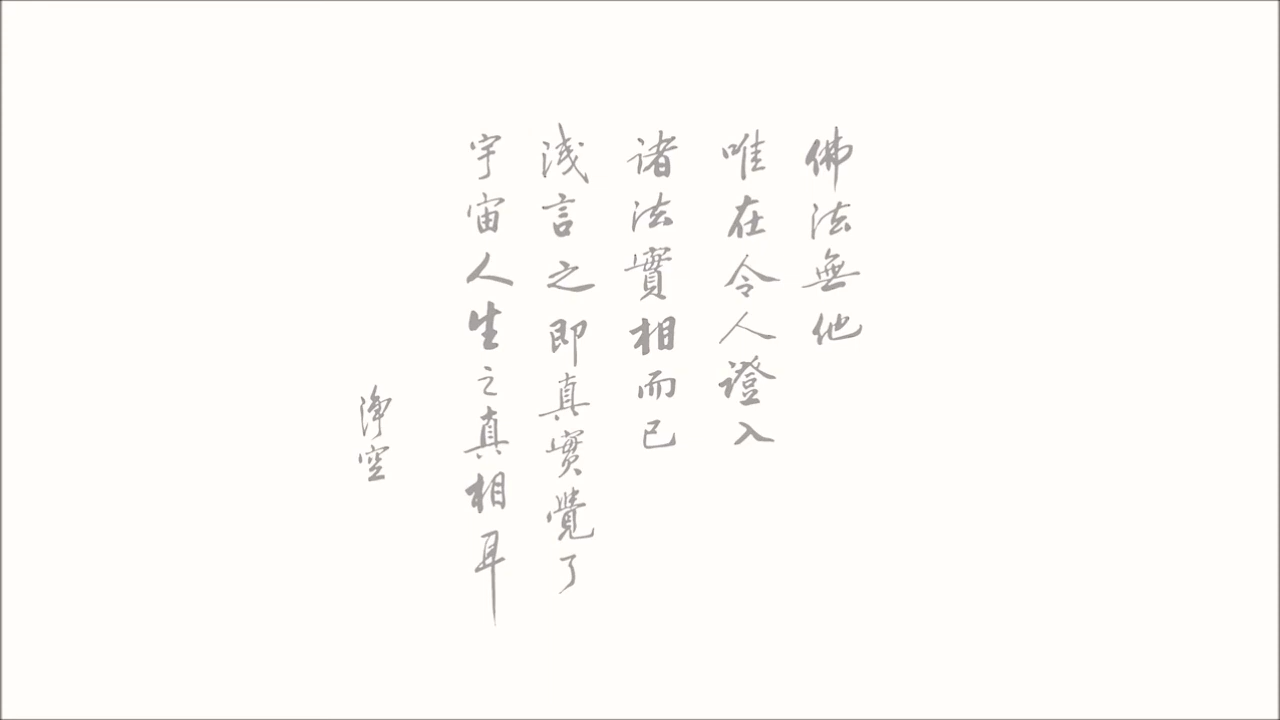 佛法無他
唯在令人證入
諸法實相而已
淺言之即真實覺了
宇宙人生之真相耳
淨空